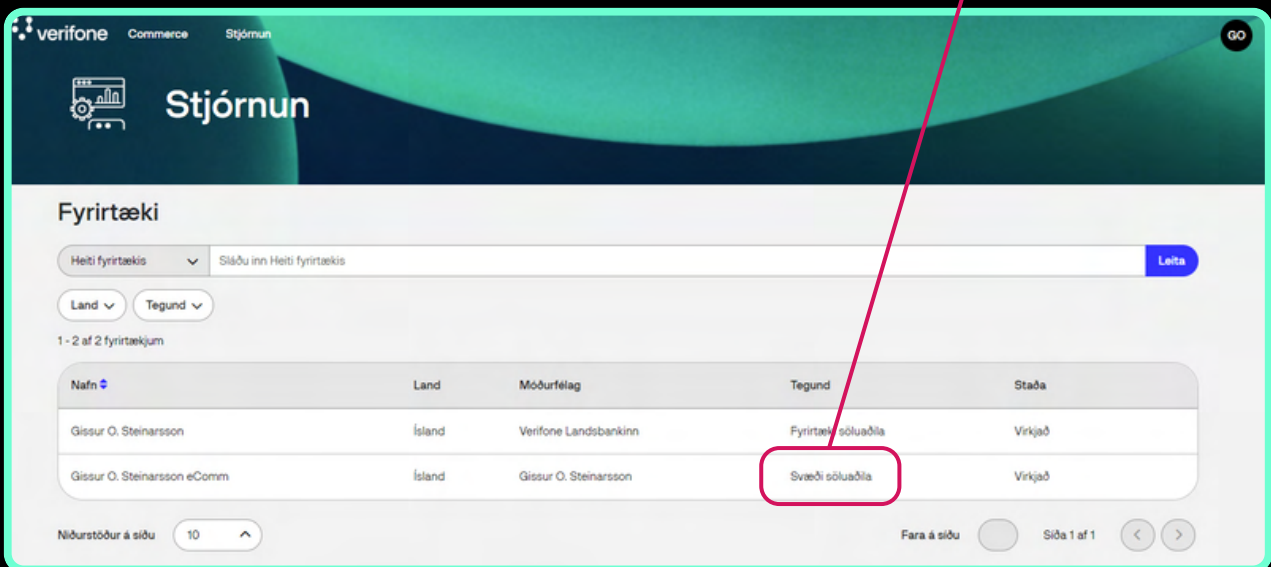 verifone Commerce Stjórnun GO
Stjórnun
Fyrirtæki
Heiti fyrirtækis Sláðu inn Heiti fyrirtækis Leita
Land Tegund
1 - 2 af 2 fyrirtækjum
Nafn Land Móðurfélag Tegund Staða
Gissur O. Steinarsson Ísland Verifone Landsbankinn Fyrirtæki söluaðila Virkjað
Gissur O. Steinarsson eComm Ísland Gissur O. Steinarsson Svæði söluaðila Virkjað
Niðurstöður á síðu 10 Fara á síðu Síða 1 af 1